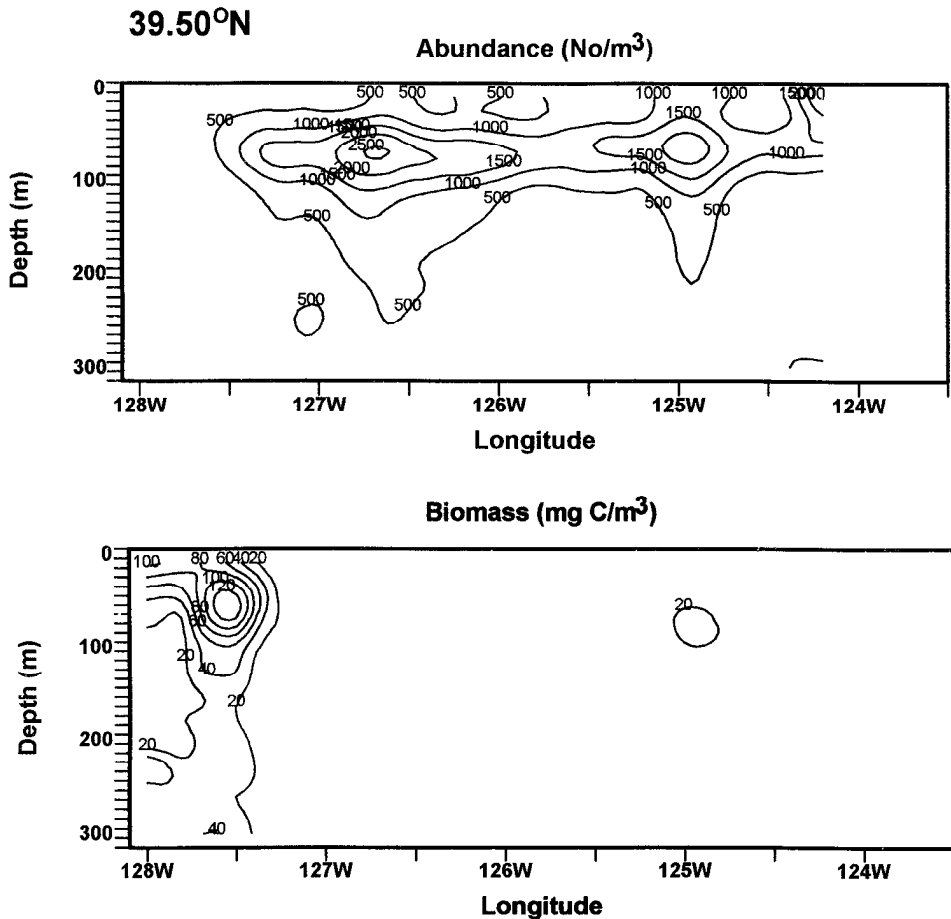 39.50°N
Abundance (No/m³)
0 500 500 500 1000 1000
500 1000 1000 1500
2000
2500 1500 1500 1000
2000 1000
100 1000 1000
500 500 500 500
Depth (m)
200
500 500
300
128W 127W 126W 125W 124W
Longitude
Biomass (mg C/m³)
0 100 80 60 40 20
100
120
20
60
100
20 40
20
Depth (m)
200 20
300 40
128W 127W 126W 125W 124W
Longitude